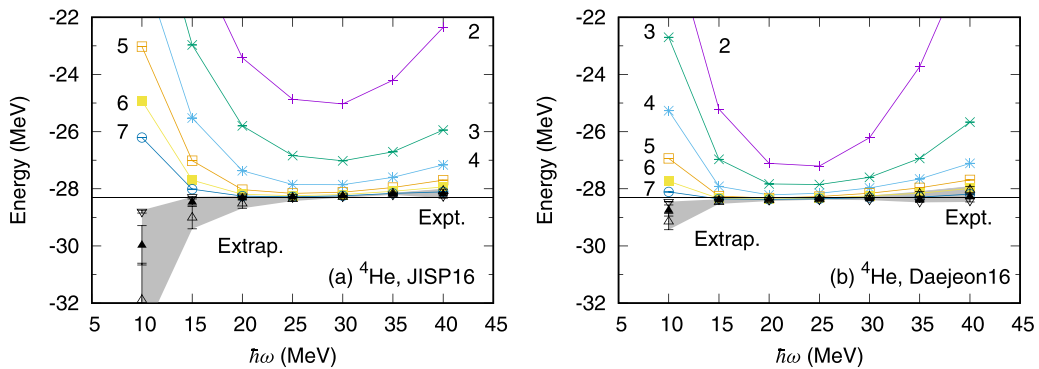 -22
-24
-26
-28
-30
-32
Energy (MeV)
5 10 15 20 25 30 35 40 45
ħω (MeV)
2
3
4
5
6
7
Extrap.
Expt.
(a) ⁴He, JISP16
-22
-24
-26
-28
-30
-32
Energy (MeV)
5 10 15 20 25 30 35 40 45
ħω (MeV)
3
2
4
5
6
7
Extrap.
Expt.
(b) ⁴He, Daejeon16